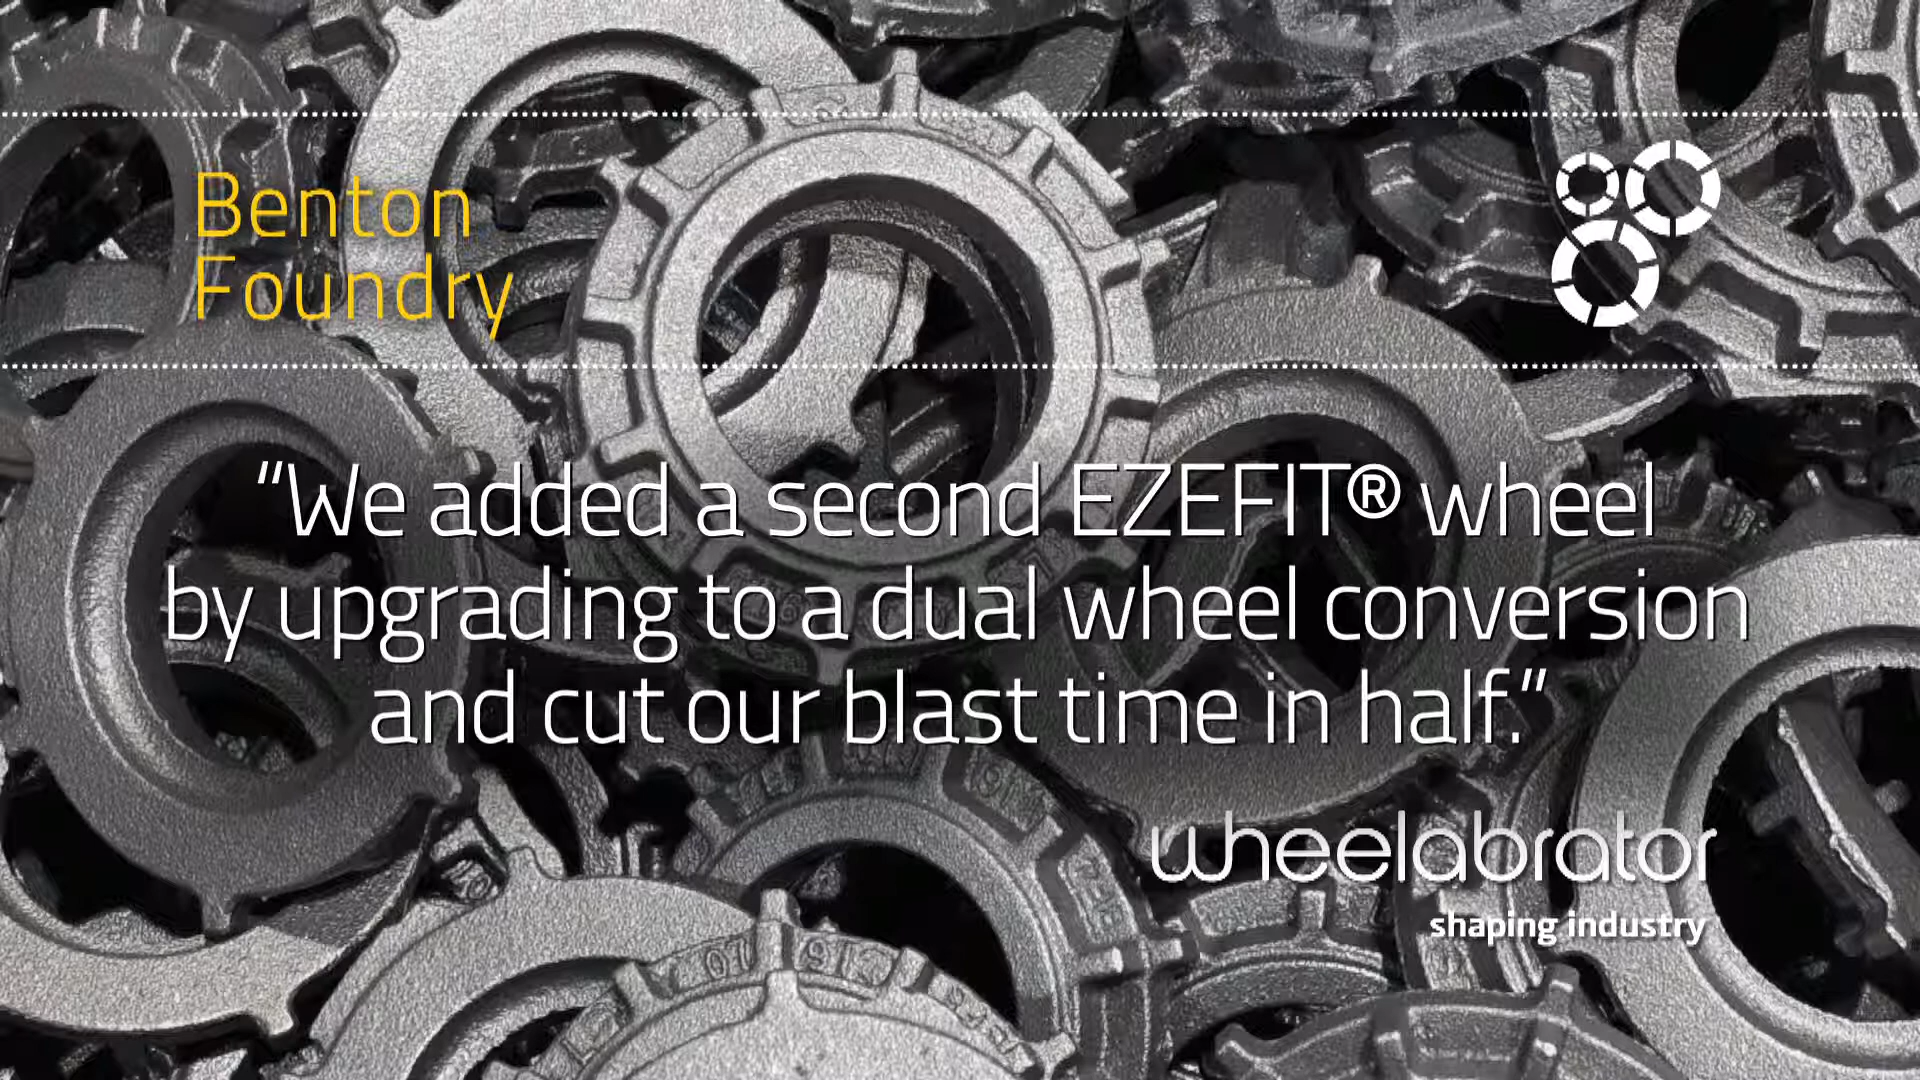 Benton
Foundry
“We added a second EZEFIT® wheel
by upgrading to a dual wheel conversion
and cut our blast time in half.”
wheelabrator
shaping industry